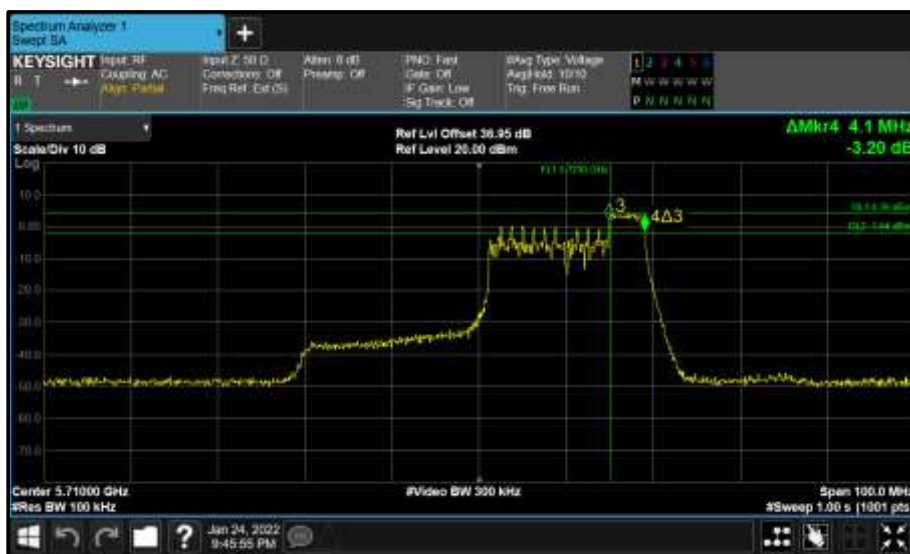 Spectrum Analyzer 1
Swept SA
+
KEYSIGHT
R T
Input: RF
Coupling: AC
Align: Partial
Input Z: 50 Ω
Corrections: Off
Freq Ref: Ext (S)
Atten: 6 dB
Preamp: Off
PNO: Fast
Gate: Off
IF Gain: Low
Sig Track: Off
#Avg Type: Voltage
Avg|Hold: 10/10
Trig: Free Run
1 2 3 4 5 6
M W W W W W
P N N N N N
1 Spectrum
Scale/Div 10 dB
Ref Lvl Offset 36.95 dB
Ref Level 20.00 dBm
ΔMkr4 4.1 MHz
-3.20 dB
Log
10.0
0.00
-10.0
-20.0
-30.0
-40.0
-50.0
-60.0
-70.0
3
4Δ3
Center 5.71000 GHz
#Res BW 100 kHz
#Video BW 300 kHz
Span 100.0 MHz
#Sweep 1.00 s (1001 pts)
?
Jan 24, 2022
9:45:55 PM